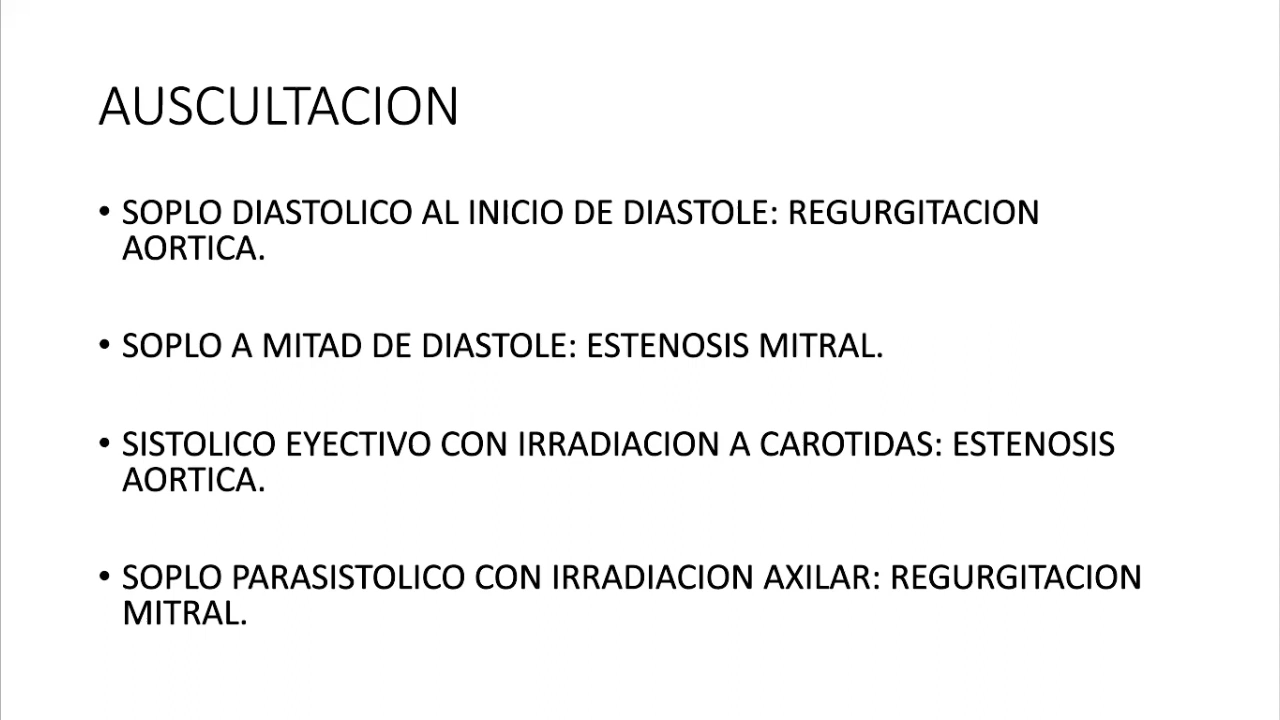 AUSCULTACION
• SOPLO DIASTOLICO AL INICIO DE DIASTOLE: REGURGITACION
AORTICA.
• SOPLO A MITAD DE DIASTOLE: ESTENOSIS MITRAL.
• SISTOLICO EYECTIVO CON IRRADIACION A CAROTIDAS: ESTENOSIS
AORTICA.
• SOPLO PARASISTOLICO CON IRRADIACION AXILAR: REGURGITACION
MITRAL.